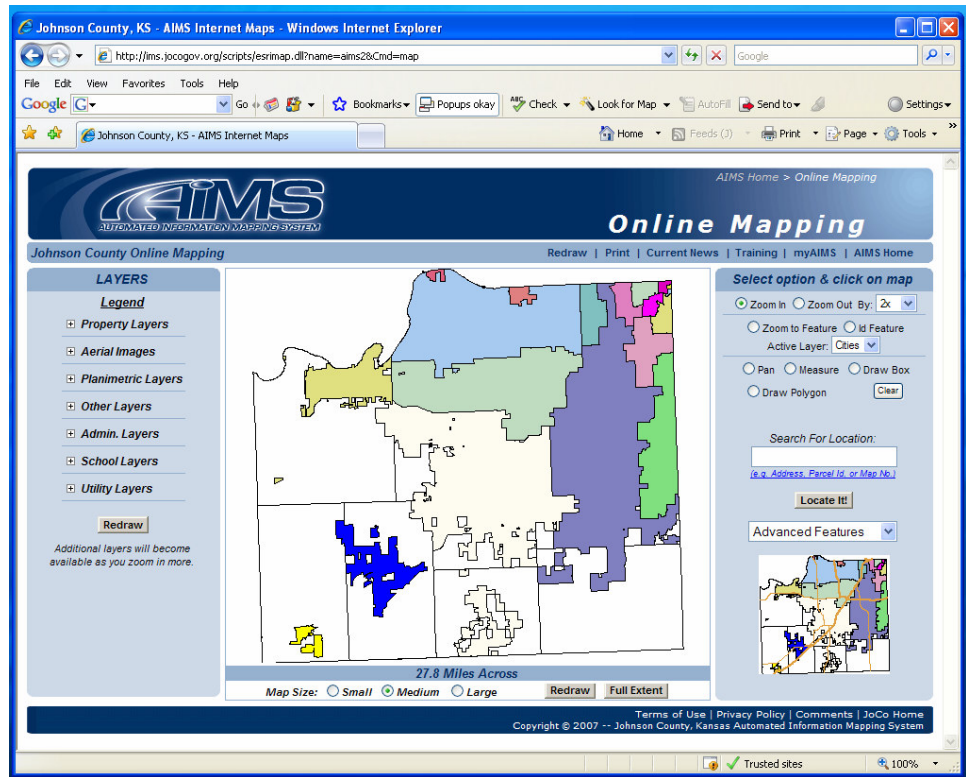 Johnson County, KS - AIMS Internet Maps - Windows Internet Explorer
http://ims.jocogov.org/scripts/esrimap.dll?name=aims2&Cmd=map
Google
File Edit View Favorites Tools Help
Google G Go Bookmarks Popups okay ABC Check Look for Map AutoFill Send to Settings
Johnson County, KS - AIMS Internet Maps
Home Feeds (J) Print Page Tools »
AIMS Home > Online Mapping
AIMS
AUTOMATED INFORMATION MAPPING SYSTEM
Online Mapping
Johnson County Online Mapping
Redraw | Print | Current News | Training | myAIMS | AIMS Home
LAYERS
Legend
Property Layers
Aerial Images
Planimetric Layers
Other Layers
Admin. Layers
School Layers
Utility Layers
Redraw
Additional layers will become
available as you zoom in more.
27.8 Miles Across
Map Size: Small Medium Large Redraw Full Extent
Select option & click on map
Zoom In Zoom Out By: 2x
Zoom to Feature Id Feature
Active Layer: Cities
Pan Measure Draw Box
Draw Polygon Clear
Search For Location:
(e.g. Address, Parcel Id, or Map No.)
Locate It!
Advanced Features
Terms of Use | Privacy Policy | Comments | JoCo Home
Copyright © 2007 -- Johnson County, Kansas Automated Information Mapping System
Trusted sites 100%